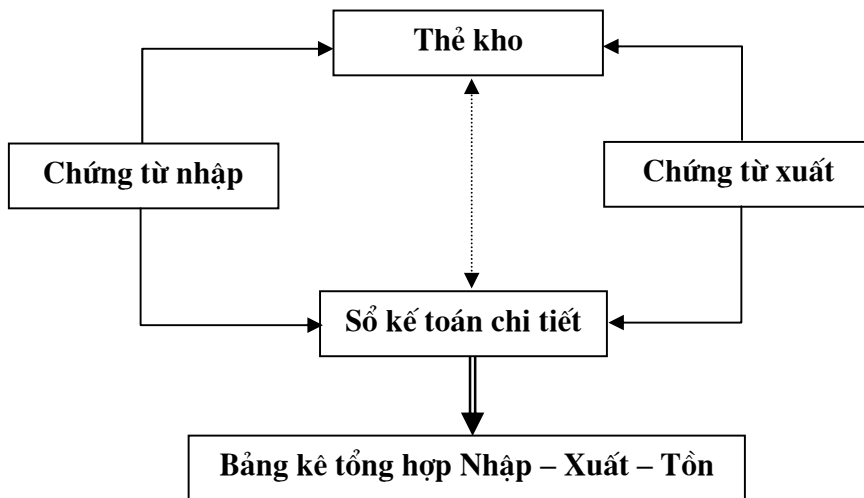 Thẻ kho
Chứng từ nhập
Chứng từ xuất
Sổ kế toán chi tiết
Bảng kê tổng hợp Nhập – Xuất – Tồn